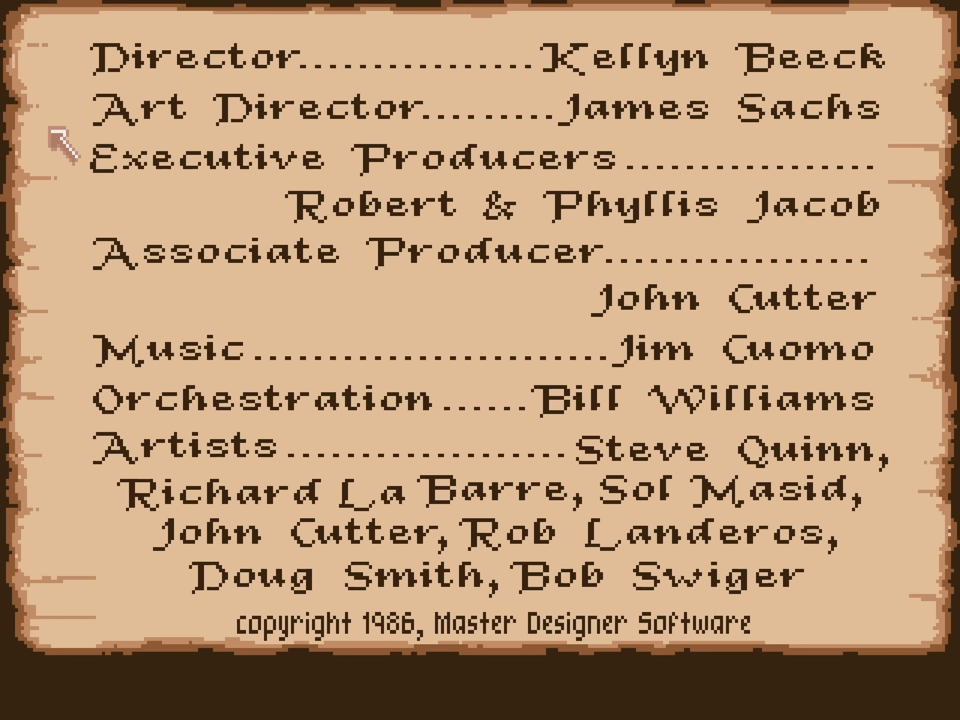 Director................Kellyn Beeck
Art Director.........James Sachs
Executive Producers.................
Robert & Phyllis Jacob
Associate Producer..................
John Cutter
Music........................Jim Cuomo
Orchestration......Bill Williams
Artists...................Steve Quinn,
Richard La Barre, Sol Masid,
John Cutter, Rob Landeros,
Doug Smith, Bob Swiger
copyright 1986, Master Designer Software